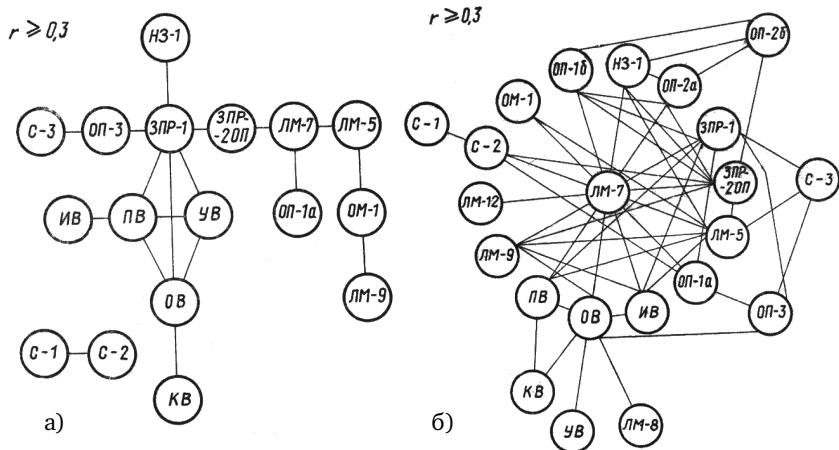 r ≥ 0,3
НЗ-1
С-3
ОП-3
ЗПР-1
ЗПР-
-2ОП
ЛМ-7
ЛМ-5
ИВ
ПВ
УВ
ОП-1а
ОМ-1
ОВ
ЛМ-9
С-1
С-2
КВ
а)
r ≥ 0,3
ОП-2б
ОП-1б
НЗ-1
ОП-2а
ОМ-1
С-1
ЗПР-1
С-2
ЗПР-
-2ОП
С-3
ЛМ-7
ЛМ-12
ЛМ-5
ЛМ-9
ОП-1а
ПВ
ОВ
ИВ
ОП-3
КВ
УВ
ЛМ-8
б)